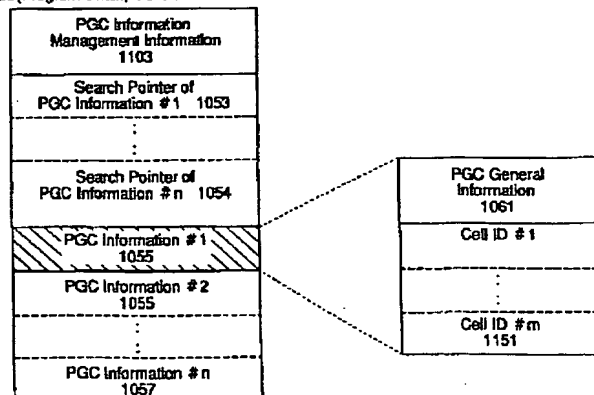 PGC Information
Management Information
1103
Search Pointer of
PGC Information #1 1053
Search Pointer of
PGC Information #n 1054
PGC Information #1
1055
PGC Information #2
1055
PGC Information #n
1057
PGC General
Information
1061
Cell ID #1
Cell ID #m
1151